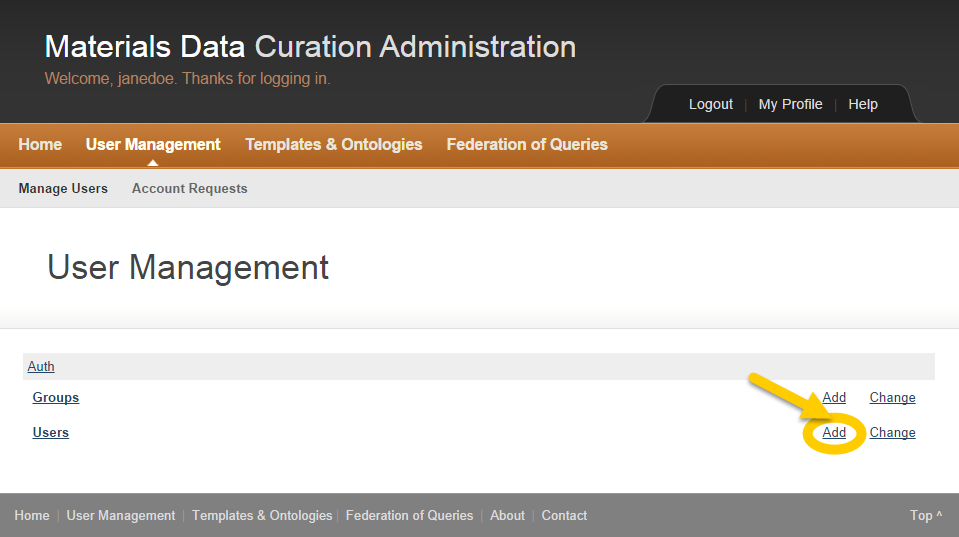 Materials Data Curation Administration
Welcome, janedoe. Thanks for logging in.
Logout | My Profile | Help
Home User Management Templates & Ontologies Federation of Queries
Manage Users Account Requests
User Management
Auth
Groups Add Change
Users Add Change
Home | User Management | Templates & Ontologies | Federation of Queries | About | Contact Top ^